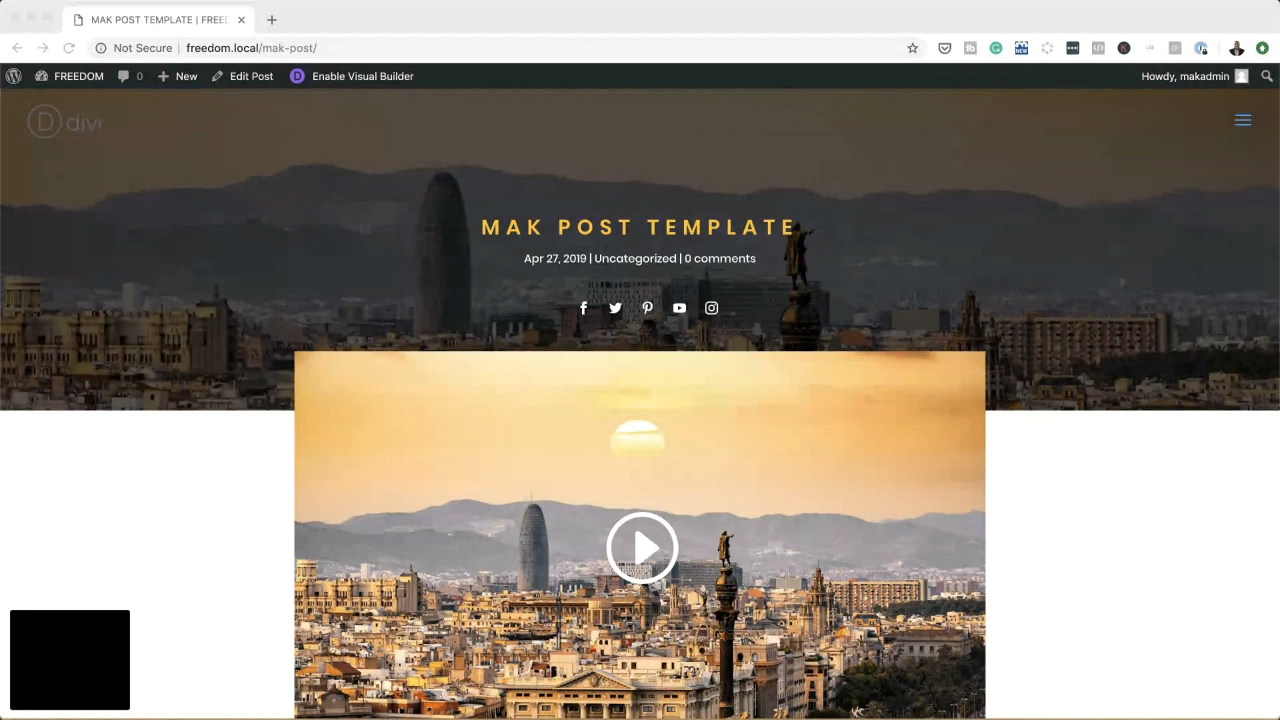 MAK POST TEMPLATE | FREE
Not Secure | freedom.local/mak-post/
FREEDOM 0 New Edit Post D Enable Visual Builder Howdy, makadmin
D divi
MAK POST TEMPLATE
Apr 27, 2019 | Uncategorized | 0 comments